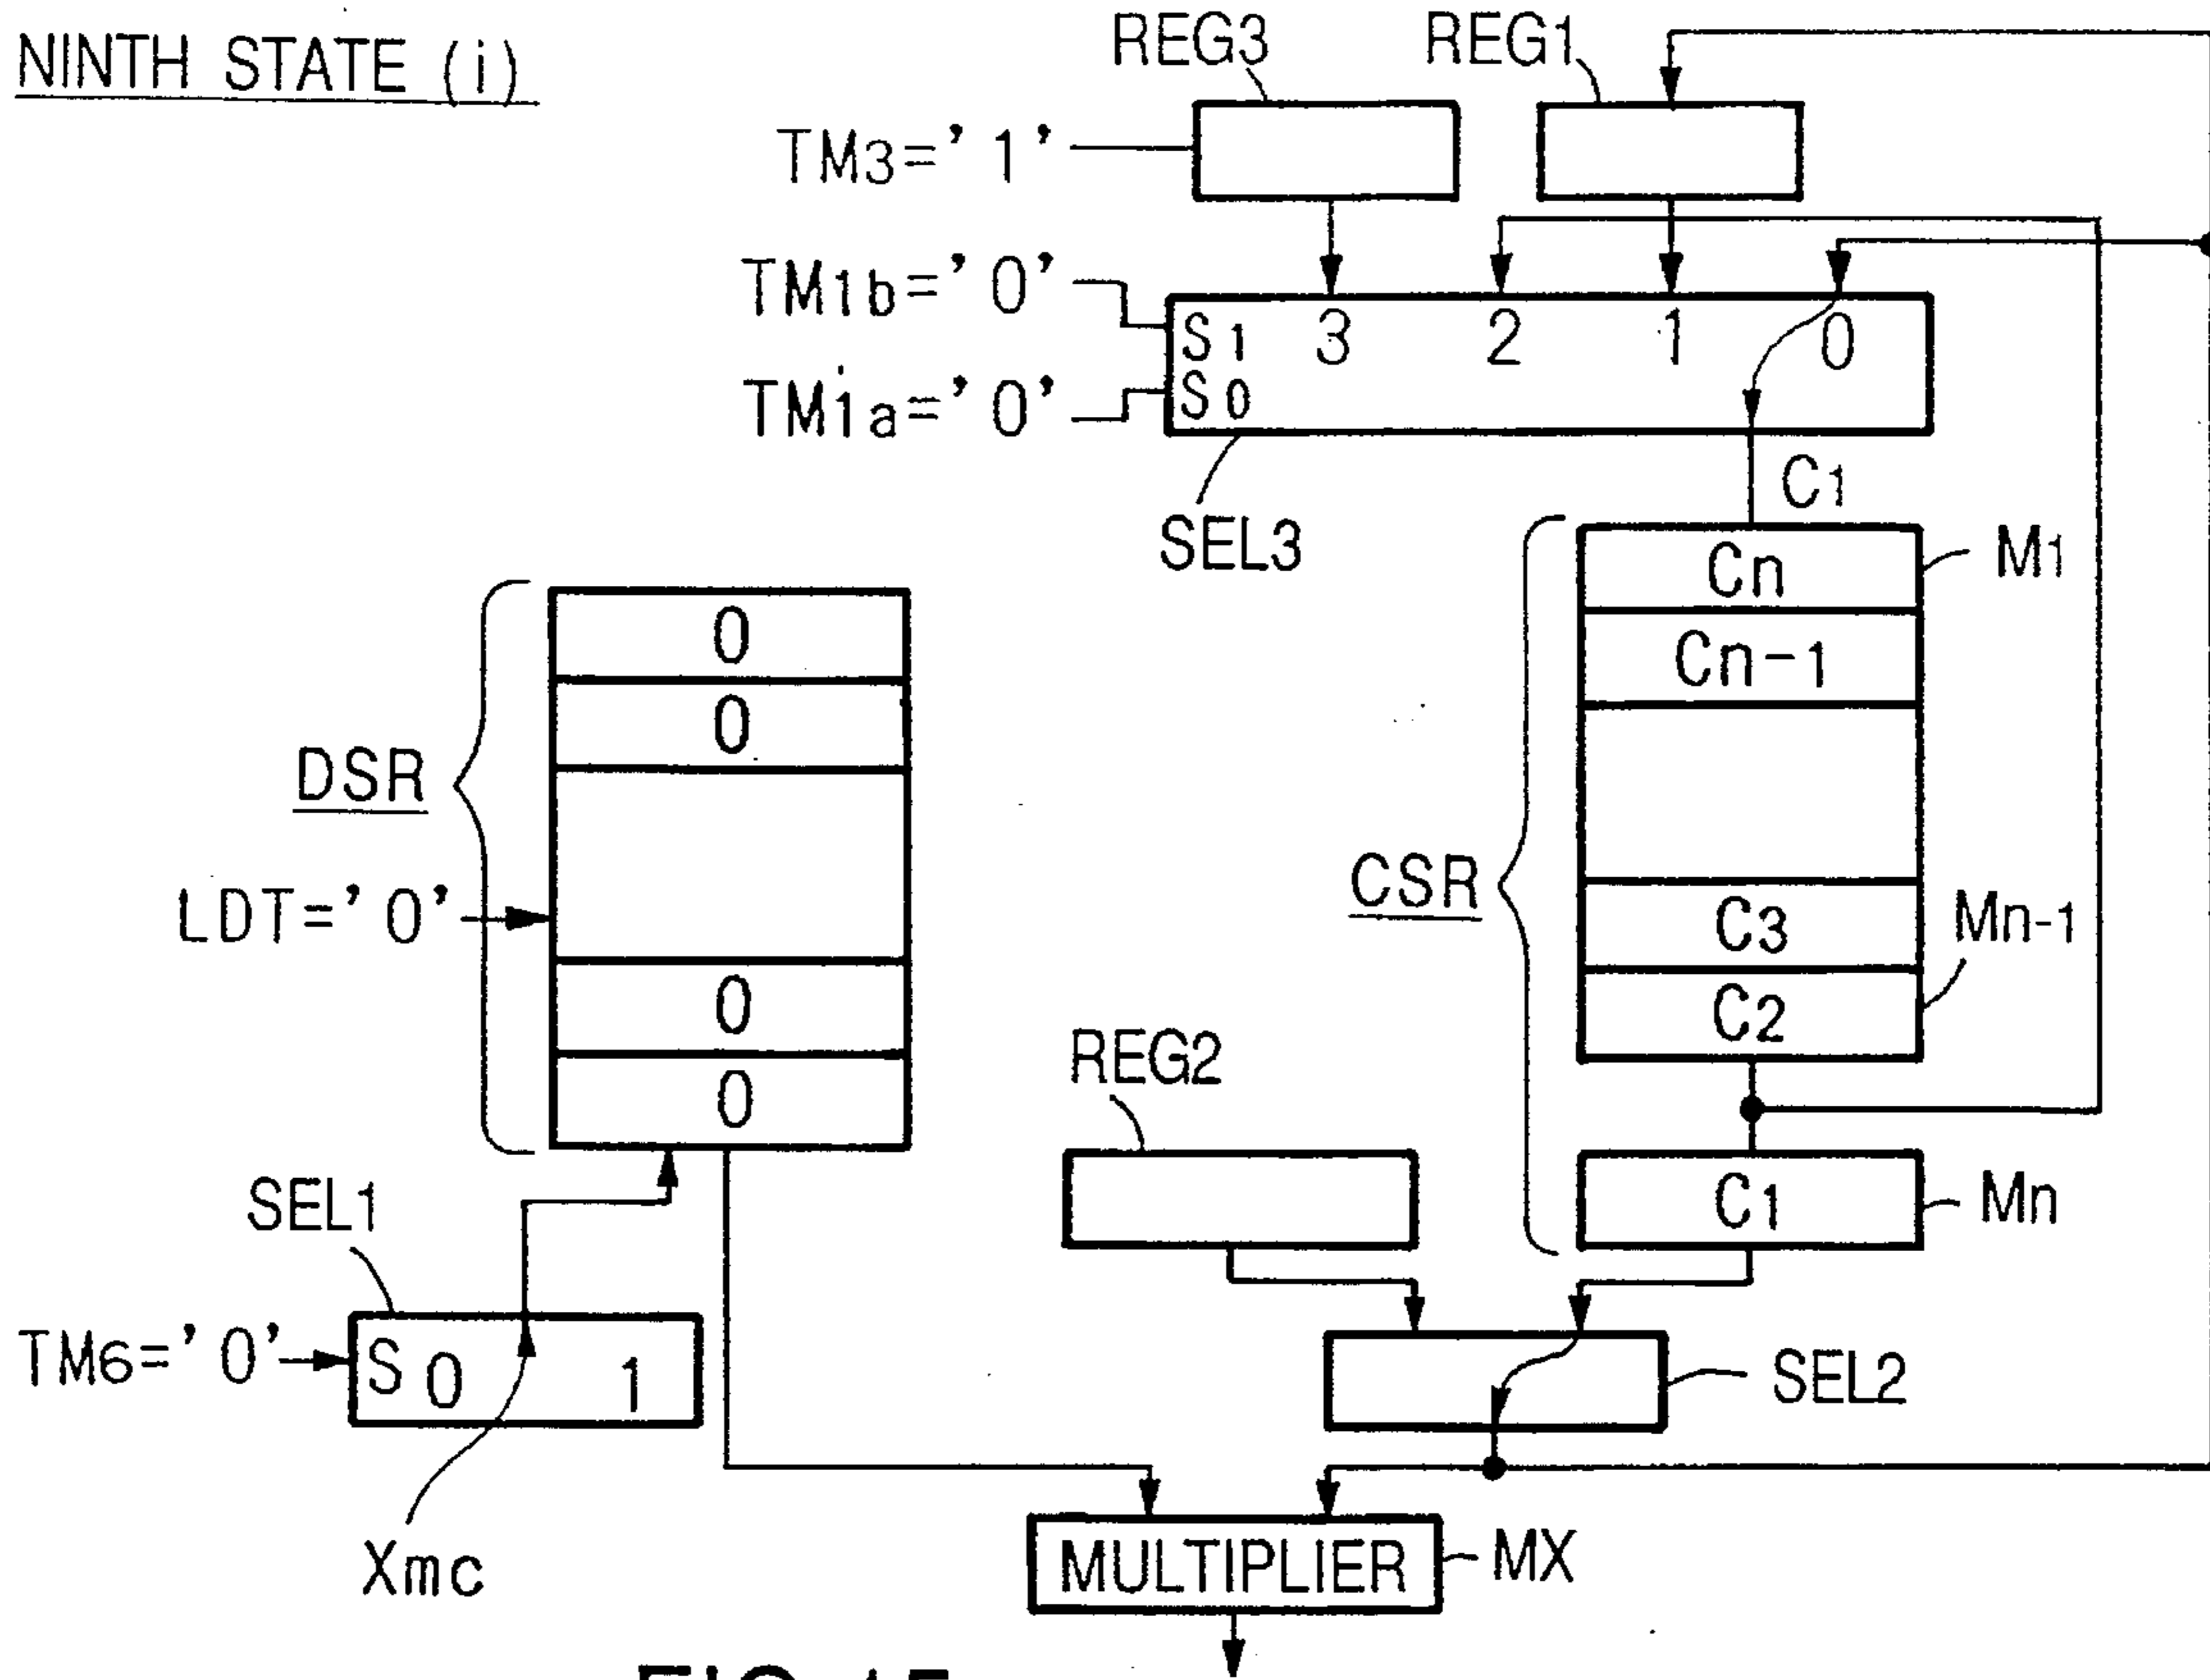 NINTH STATE (i)
REG3
REG1
TM3='1'
TM1b='0'
TM1a='0'
S1 3 2 1 0
S0
SEL3
C1
Cn
M1
Cn-1
C3
Mn-1
C2
C1
Mn
CSR
0
0
0
0
DSR
LDT='0'
REG2
SEL1
TM6='0'
S 0 1
SEL2
Xmc
MULTIPLIER
MX